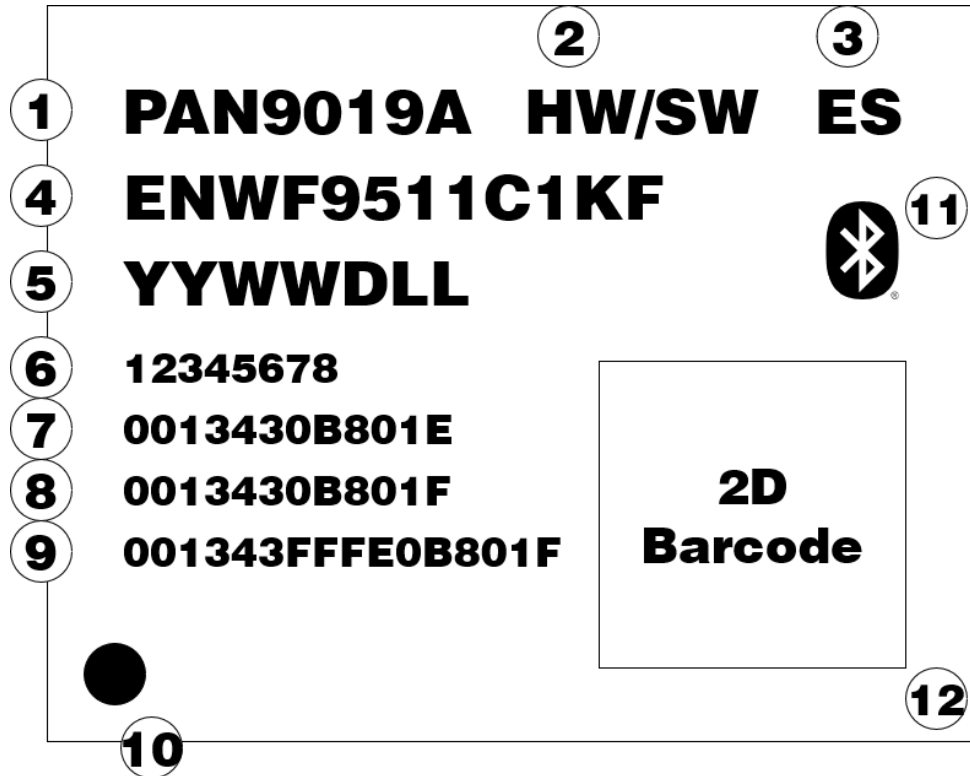 2 3
1 PAN9019A HW/SW ES
4 ENWF9511C1KF
11
5 YYWWDLL
6 12345678
7 0013430B801E
8 0013430B801F
2D
Barcode
9 001343FFFE0B801F
12
10
®